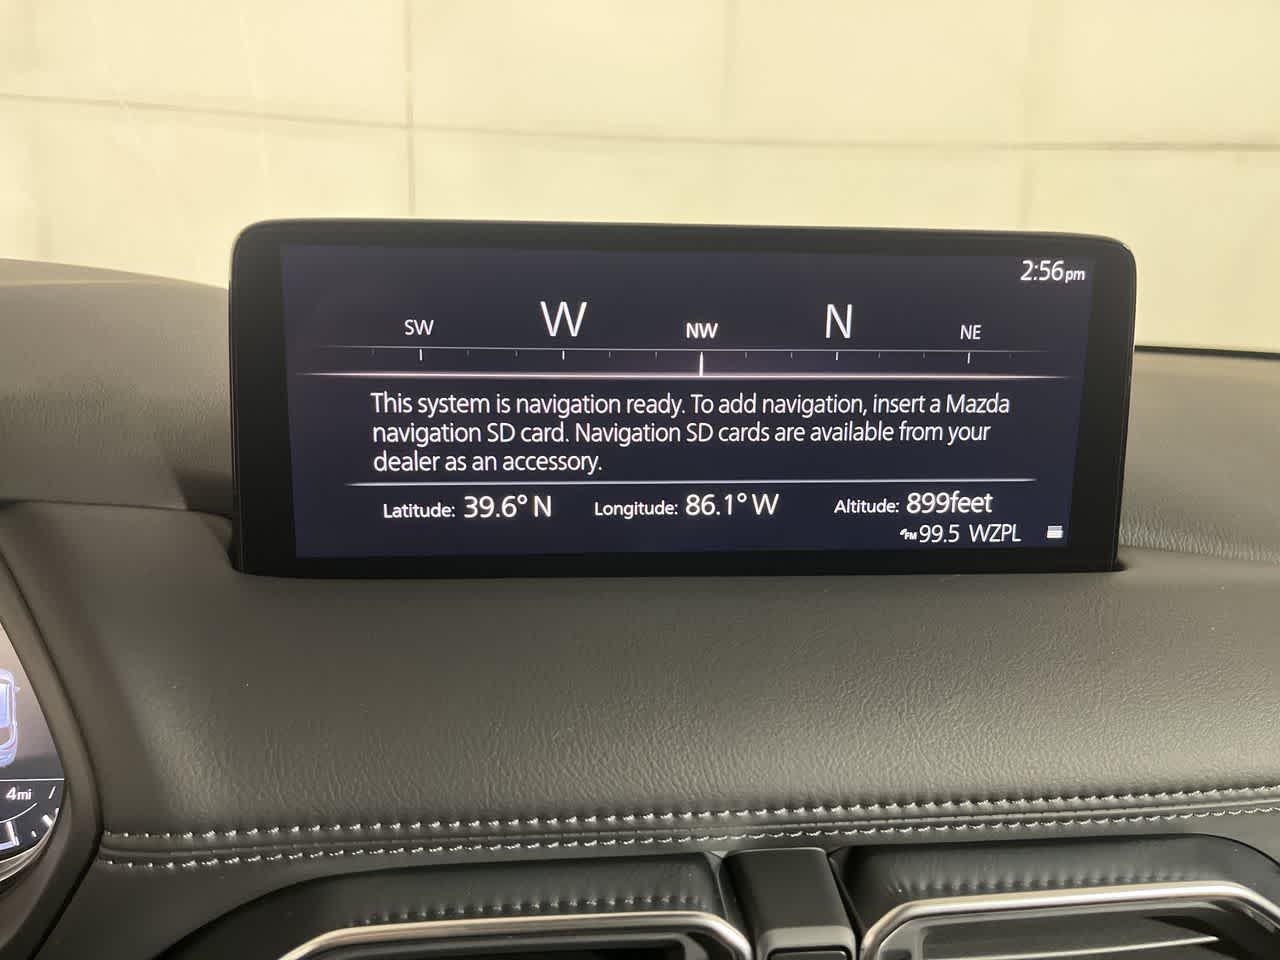 2:56pm
SW W NW N NE
This system is navigation ready. To add navigation, insert a Mazda
navigation SD card. Navigation SD cards are available from your
dealer as an accessory.
Latitude: 39.6° N Longitude: 86.1° W Altitude: 899feet
FM 99.5 WZPL
4mi